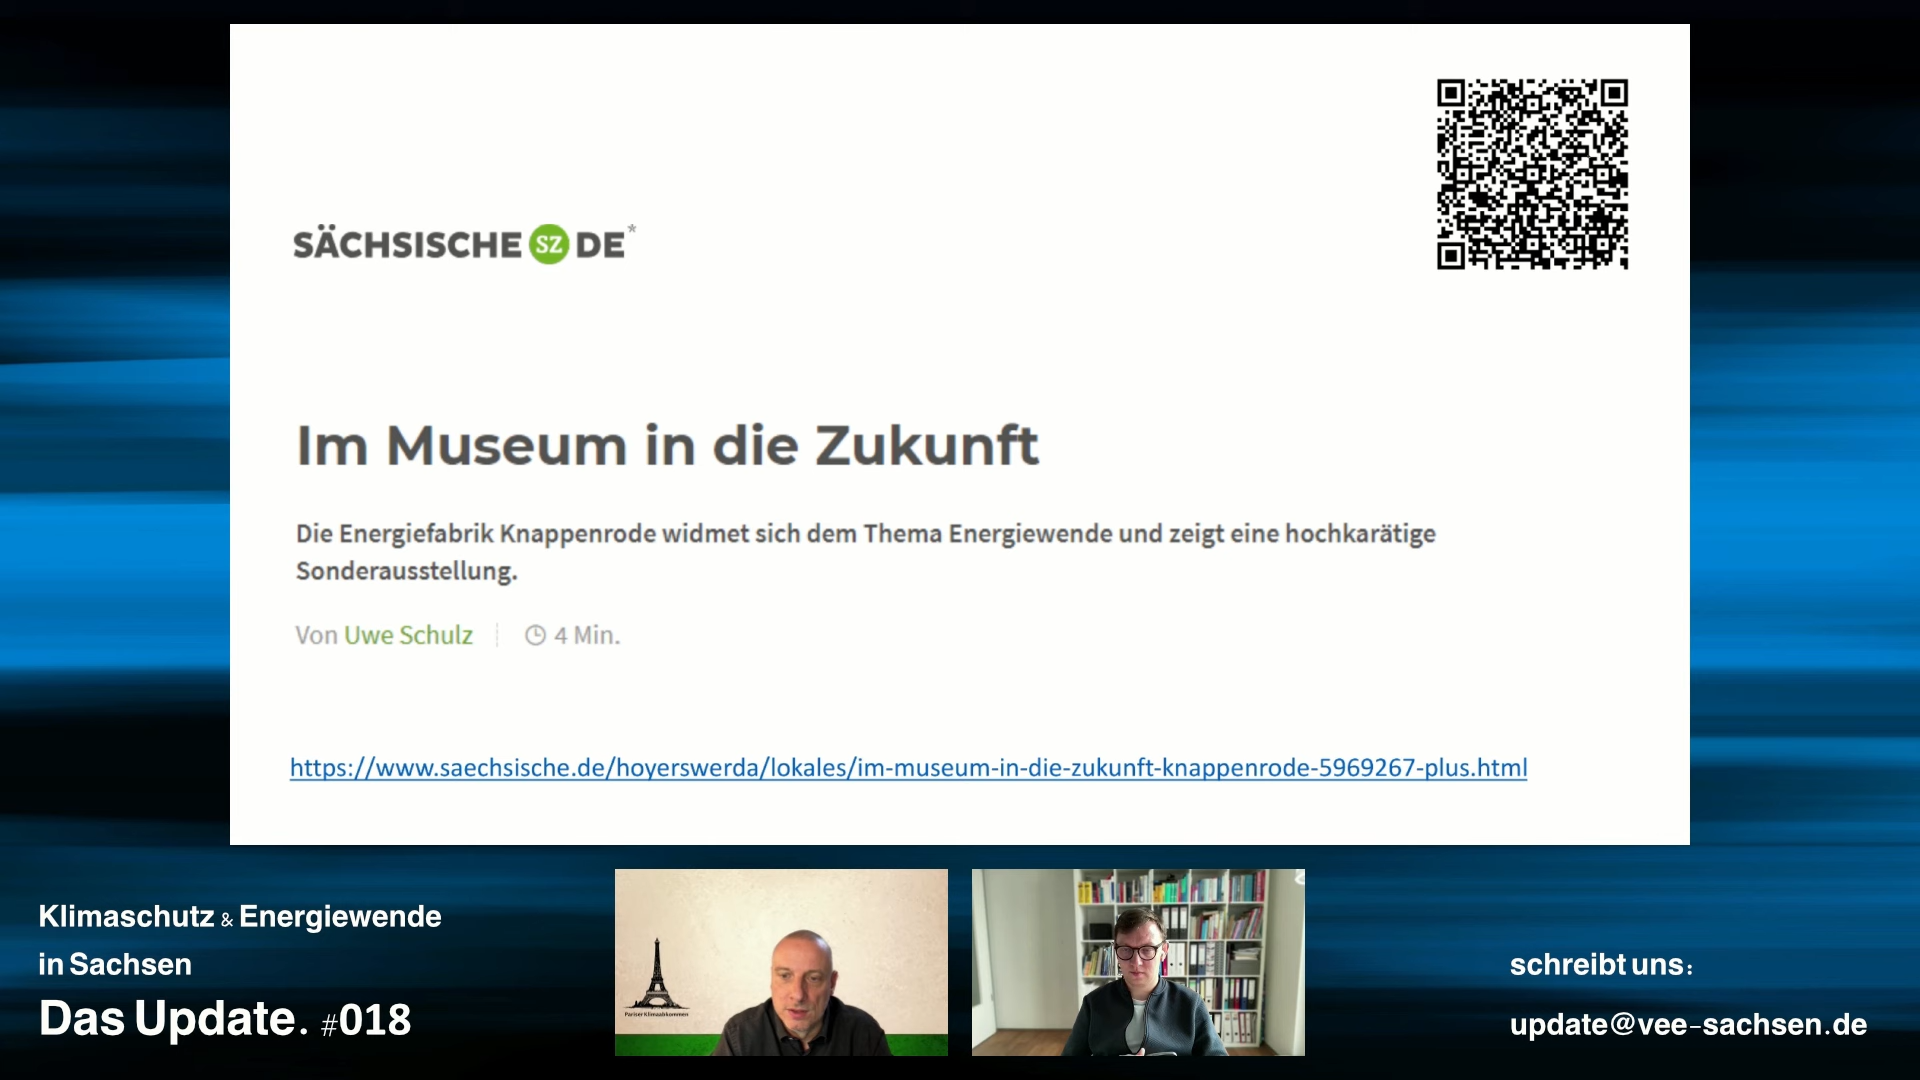 SÄCHSISCHE SZ DE*
Im Museum in die Zukunft
Die Energiefabrik Knappenrode widmet sich dem Thema Energiewende und zeigt eine hochkarätige
Sonderausstellung.
Von Uwe Schulz 4 Min.
https://www.saechsische.de/hoyerswerda/lokales/im-museum-in-die-zukunft-knappenrode-5969267-plus.html
Klimaschutz & Energiewende
in Sachsen
Das Update. #018
Pariser Klimaabkommen
schreibt uns:
update@vee-sachsen.de